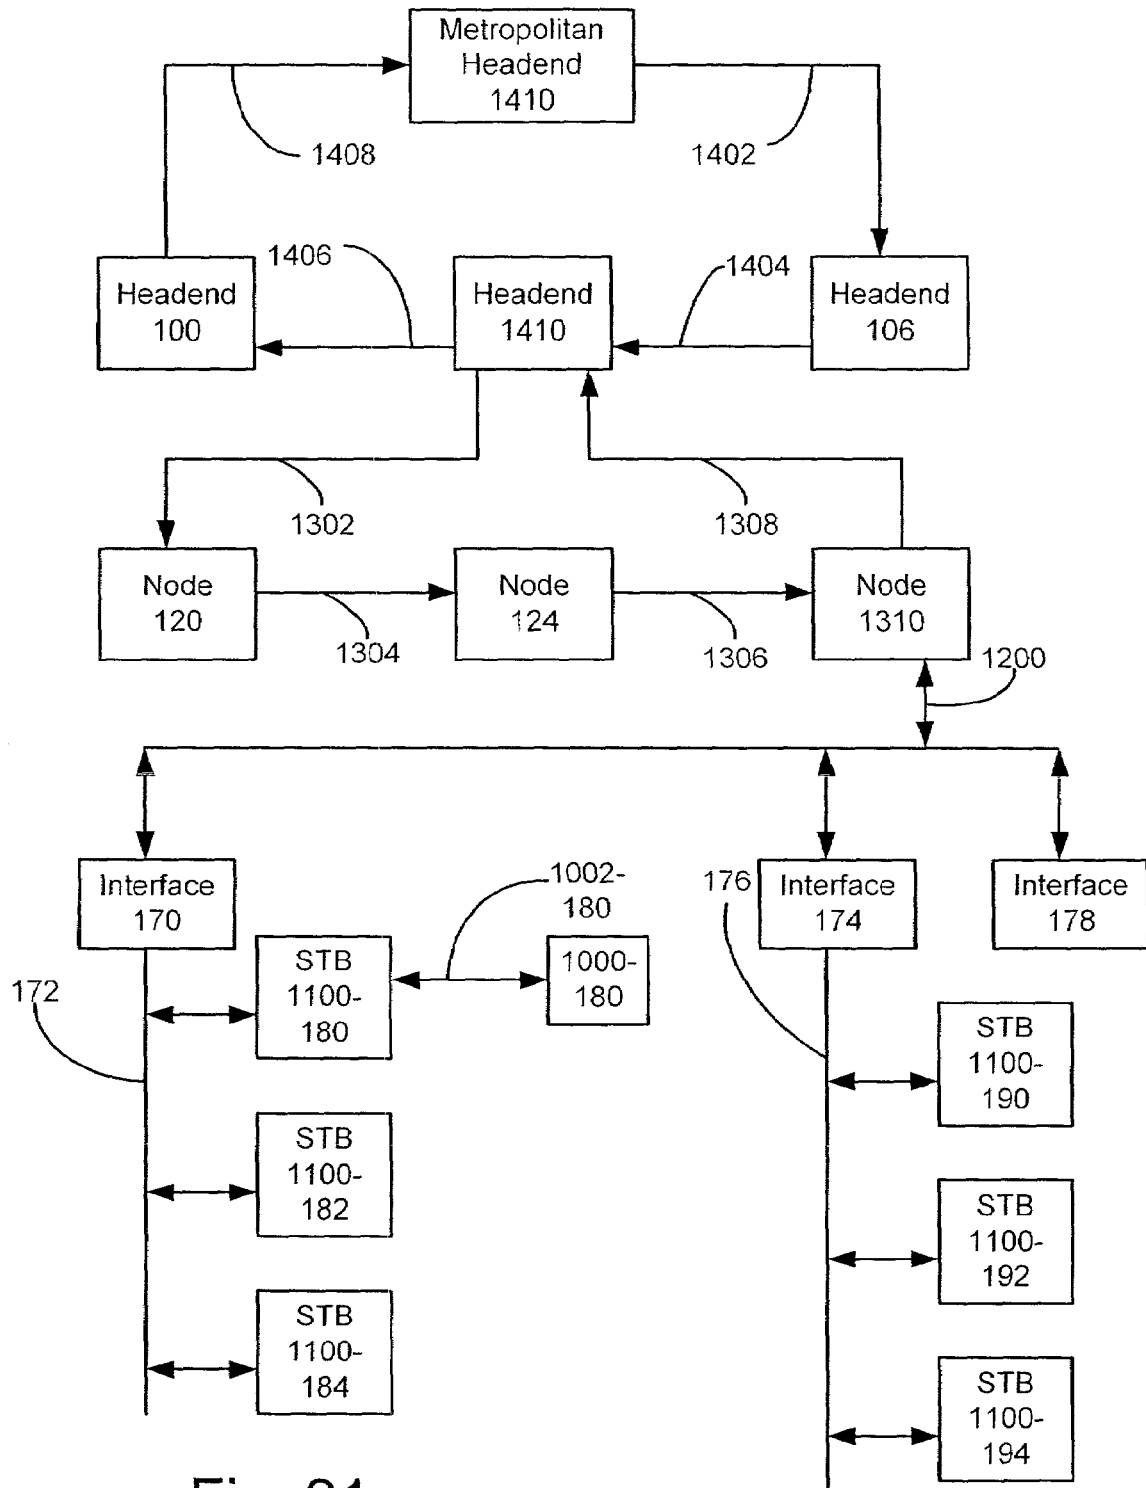 Metropolitan
Headend
1410
1408
1402
1406
1404
Headend
100
Headend
1410
Headend
106
1302
1308
Node
120
Node
124
Node
1310
1304
1306
1200
Interface
170
1002-
180
176
Interface
174
Interface
178
172
STB
1100-
180
1000-
180
STB
1100-
190
STB
1100-
182
STB
1100-
192
STB
1100-
184
STB
1100-
194